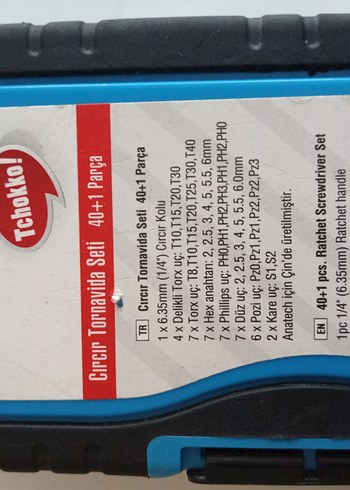 Tchokko!
Cırcır Tornavida Seti 40+1 Parça
TR Cırcır Tornavida Seti 40+1 Parça
1 x 6.35mm (1/4") Cırcır Kolu
4 x Delikli Torx uç: T10,T15,T20,T30
7 x Torx uç: T8,T10,T15,T20,T25,T30,T40
7 x Hex anahtarı: 2, 2.5, 3, 4, 5, 5.5, 6mm
7 x Phillips uç: PH0,PH1,PH2,PH3,PH1,PH2,PH0
7 x Düz uç: 2, 2.5, 3, 4, 5, 5.5, 6.0mm
6 x Pozi uç: Pz0,Pz1,Pz1,Pz2,Pz2,Pz3
2 x Kare uç: S1,S2
Anatech için Çin'de üretilmiştir.
EN 40+1 pcs. Ratchet Screwdriver Set
1pc 1/4" (6.35mm) Ratchet handle